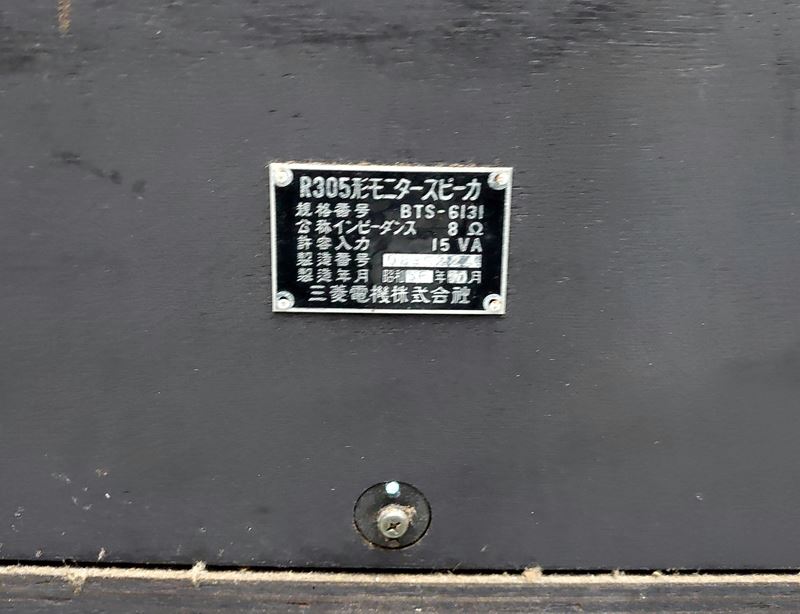 R305形モニタースピーカ
規格番号 BTS-6131
公称インピーダンス 8 Ω
許容入力 15 VA
製造番号
製造年月 昭和 年 月
三菱電機株式会社